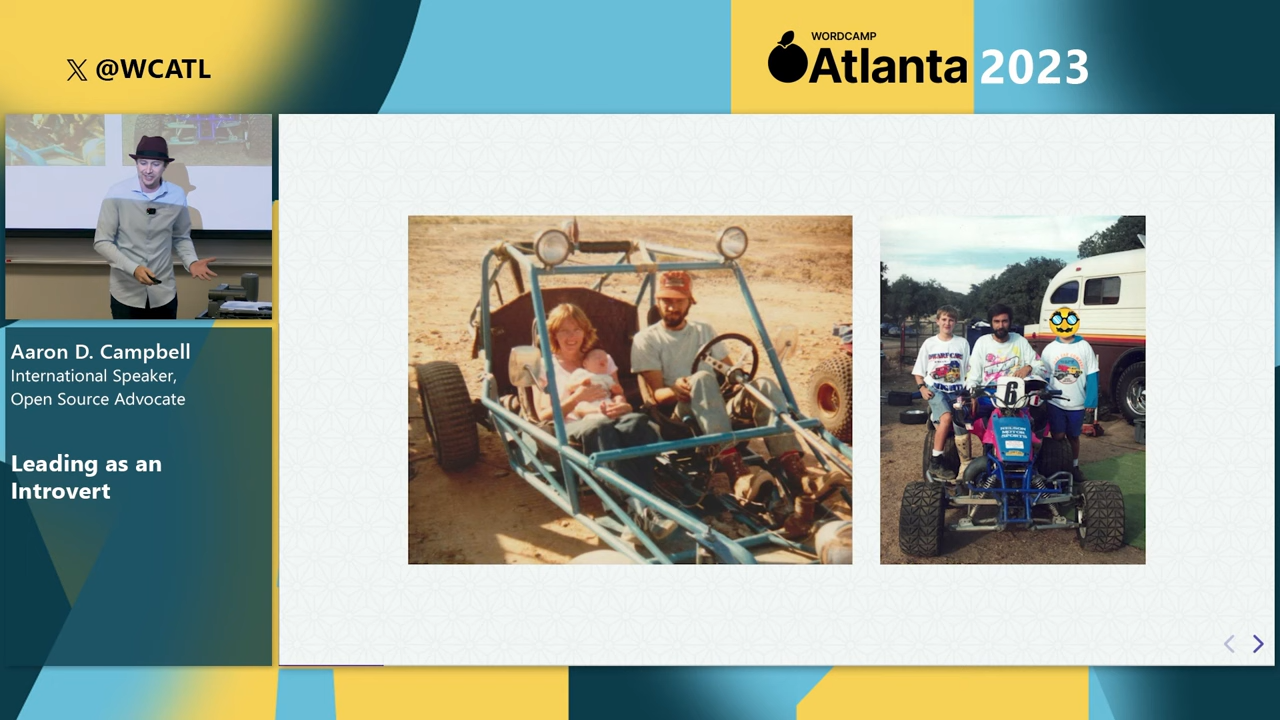 𝕏 @WCATL
WORDCAMP
Atlanta 2023
Aaron D. Campbell
International Speaker,
Open Source Advocate
Leading as an
Introvert
6